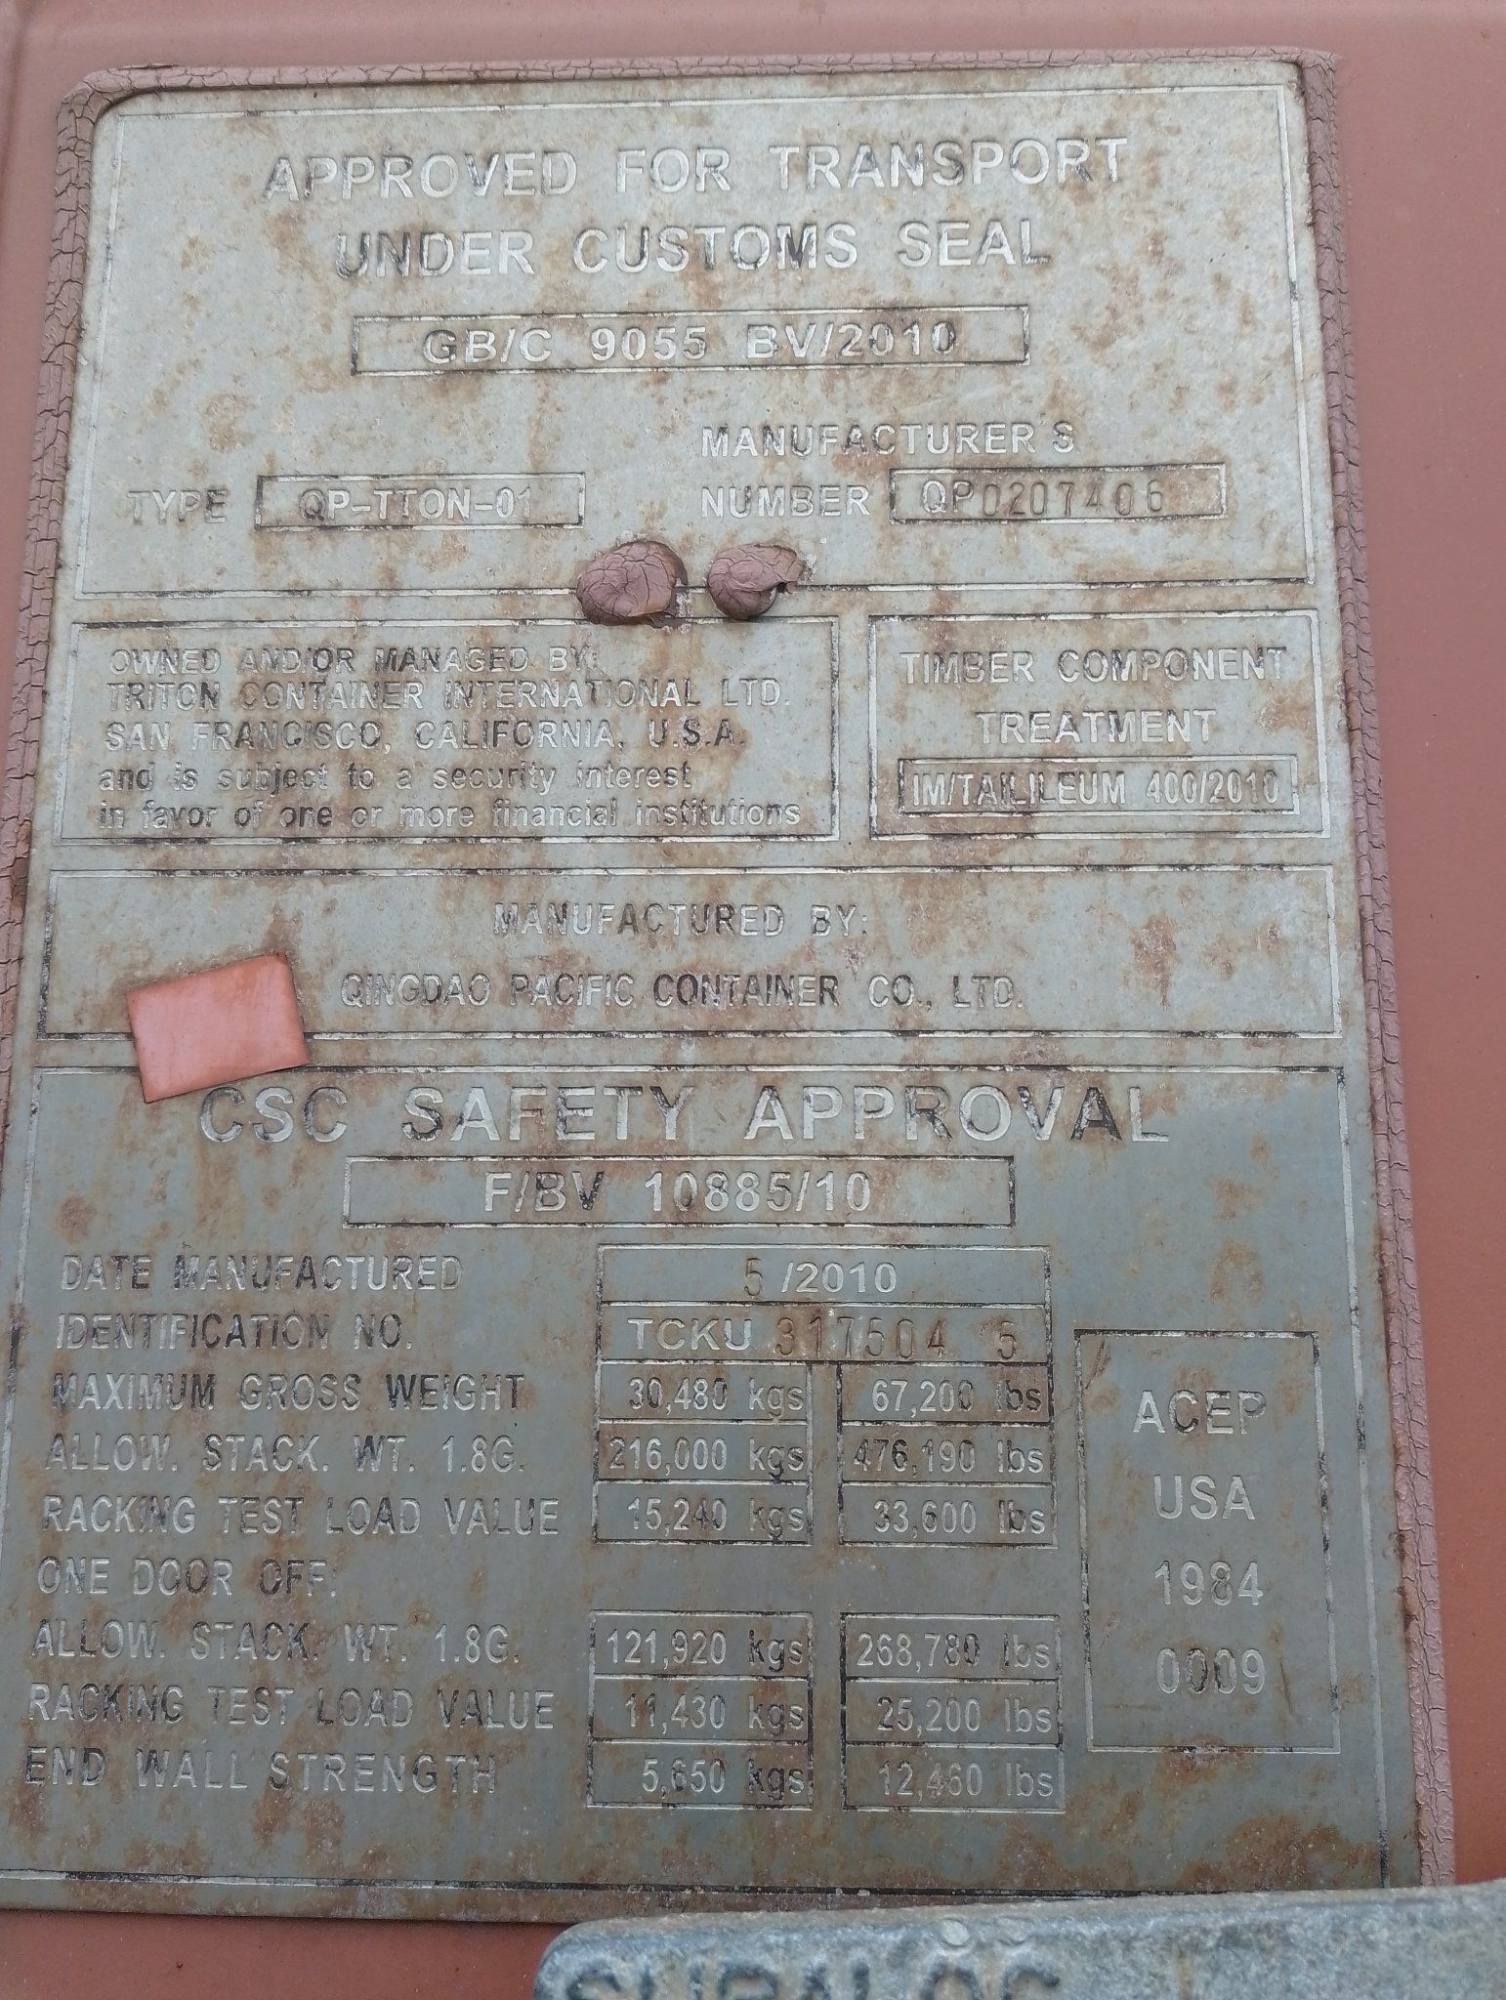 APPROVED FOR TRANSPORT
UNDER CUSTOMS SEAL
GB/C 9055 BV/2010
MANUFACTURER'S
TYPE QP-TTON-01 NUMBER QP0207406
OWNED AND/OR MANAGED BY:
TRITON CONTAINER INTERNATIONAL LTD.
SAN FRANCISCO, CALIFORNIA, U.S.A.
and is subject to a security interest
in favor of one or more financial institutions
TIMBER COMPONENT
TREATMENT
IM/TAILILEUM 400/2010
MANUFACTURED BY:
QINGDAO PACIFIC CONTAINER CO., LTD.
CSC SAFETY APPROVAL
F/BV 10885/10
DATE MANUFACTURED 5 /2010
IDENTIFICATION NO. TCKU 317504 5
MAXIMUM GROSS WEIGHT 30,480 kgs 67,200 lbs
ALLOW. STACK. WT. 1.8G. 216,000 kgs 476,190 lbs
RACKING TEST LOAD VALUE 15,240 kgs 33,600 lbs
ONE DOOR OFF:
ALLOW. STACK. WT. 1.8G. 121,920 kgs 268,780 lbs
RACKING TEST LOAD VALUE 11,430 kgs 25,200 lbs
END WALL STRENGTH 5,650 kgs 12,460 lbs
ACEP
USA
1984
0009